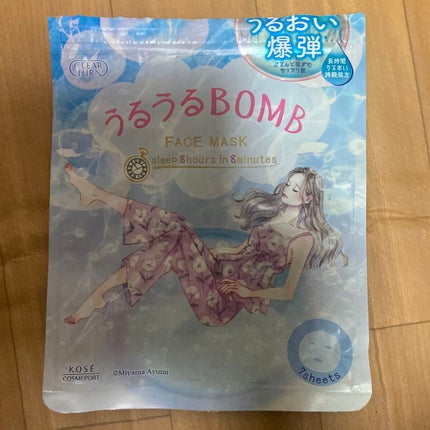 うるおい
爆弾
長時間
うるおい
持続処方
CLEAR
TURN
うるうるBOMB
FACE MASK
sleep 8hours in 8minutes
7sheets
KOSÉ
COSMEPORT
©Miyama Ayumi